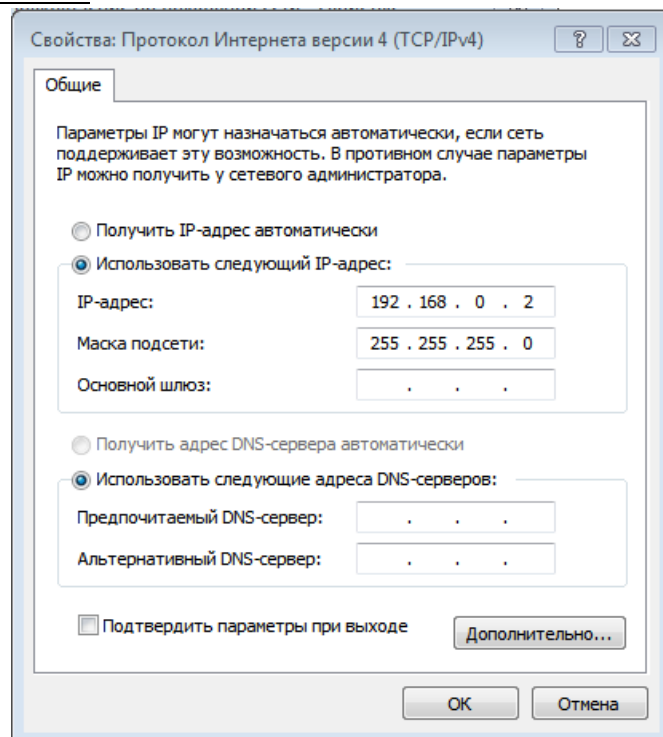 Свойства: Протокол Интернета версии 4 (TCP/IPv4)
Общие
Параметры IP могут назначаться автоматически, если сеть
поддерживает эту возможность. В противном случае параметры
IP можно получить у сетевого администратора.
Получить IP-адрес автоматически
Использовать следующий IP-адрес:
IP-адрес: 192 . 168 . 0 . 2
Маска подсети: 255 . 255 . 255 . 0
Основной шлюз: . . .
Получить адрес DNS-сервера автоматически
Использовать следующие адреса DNS-серверов:
Предпочитаемый DNS-сервер: . . .
Альтернативный DNS-сервер: . . .
Подтвердить параметры при выходе
Дополнительно...
ОК Отмена